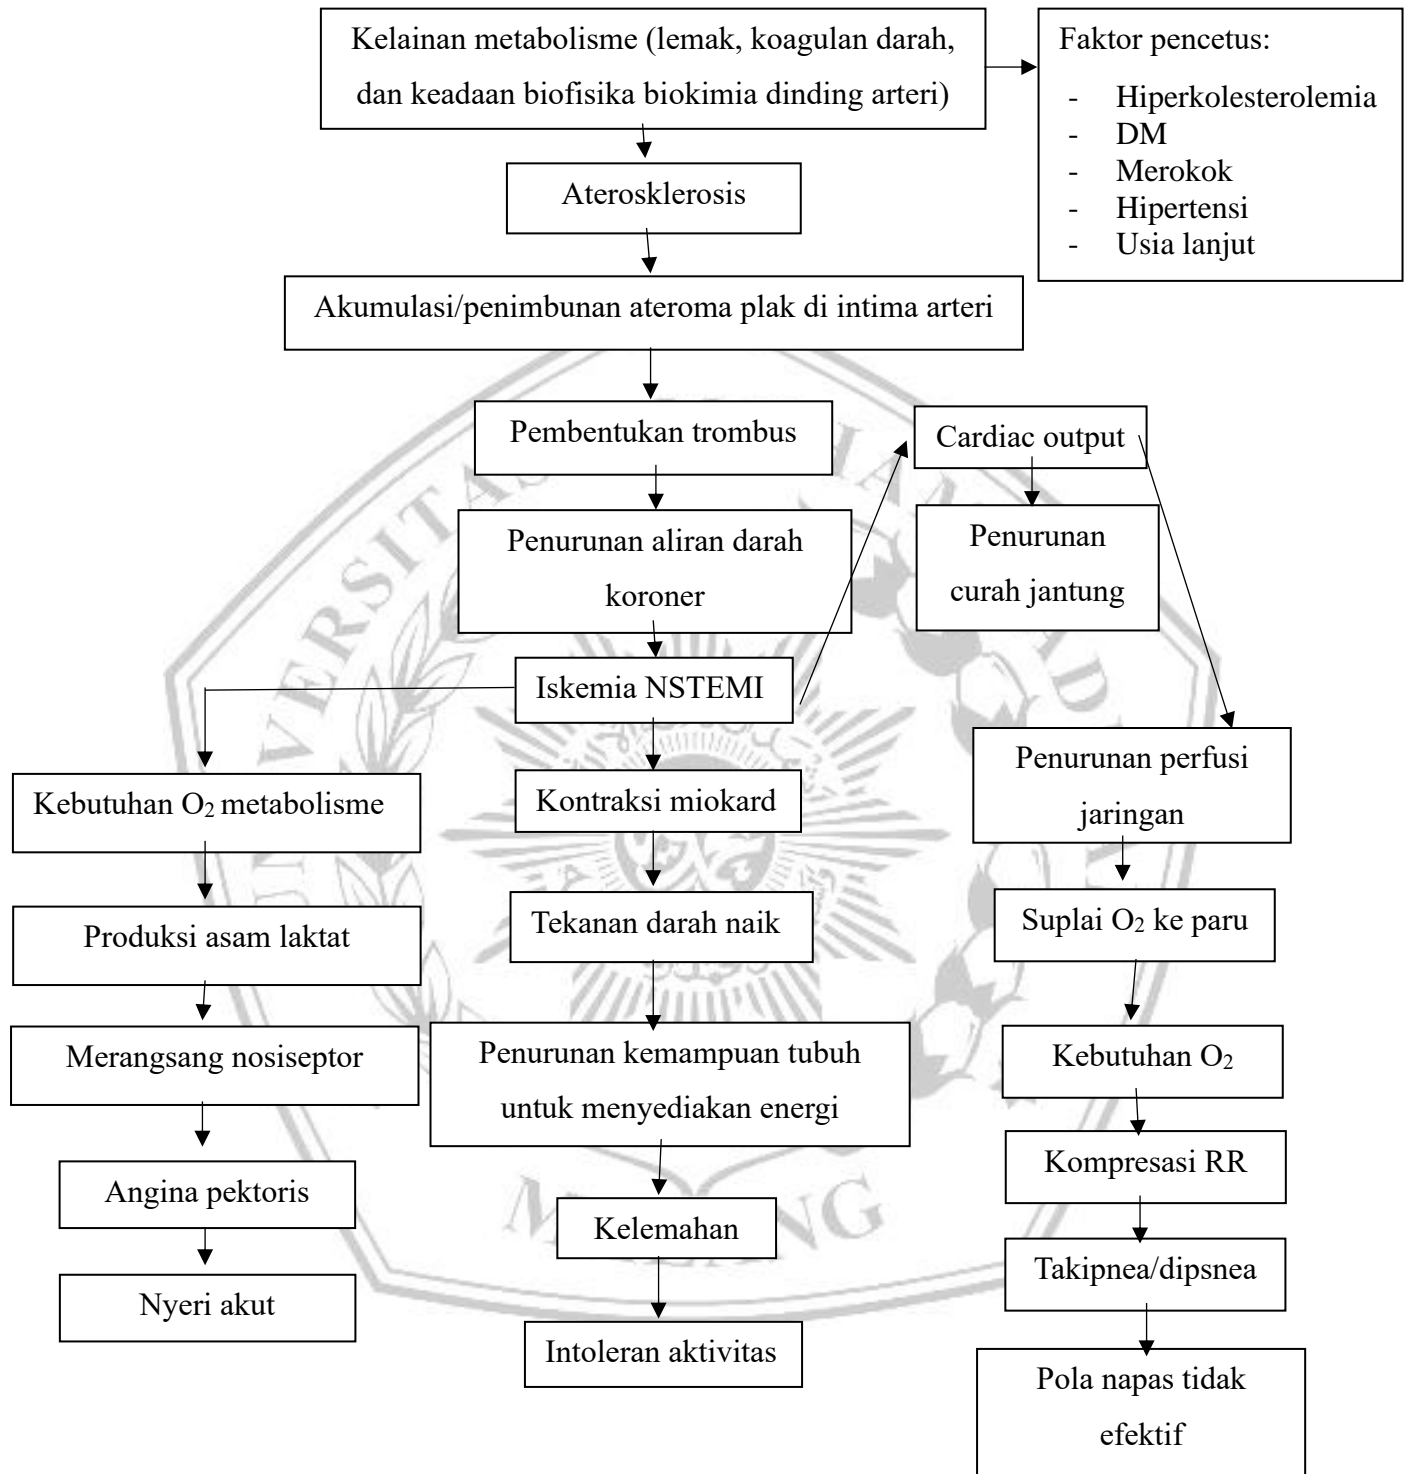 Kelainan metabolisme (lemak, koagulan darah,
dan keadaan biofisika biokimia dinding arteri)
Faktor pencetus:
- Hiperkolesterolemia
- DM
- Merokok
- Hipertensi
- Usia lanjut
Aterosklerosis
Akumulasi/penimbunan ateroma plak di intima arteri
Pembentukan trombus
Cardiac output
Penurunan aliran darah
koroner
Penurunan
curah jantung
Iskemia NSTEMI
Kebutuhan O2 metabolisme
Kontraksi miokard
Penurunan perfusi
jaringan
Produksi asam laktat
Tekanan darah naik
Suplai O2 ke paru
Merangsang nosiseptor
Penurunan kemampuan tubuh
untuk menyediakan energi
Kebutuhan O2
Angina pektoris
Kelemahan
Kompresasi RR
Nyeri akut
Intoleran aktivitas
Takipnea/dipsnea
Pola napas tidak
efektif